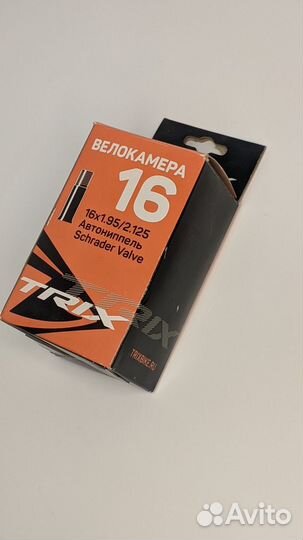 ВЕЛОКАМЕРА
16
16x1.95/2.125
Автониппель
Schrader Valve
TRIX
TRIX
TRIXBIKE.RU
Avito